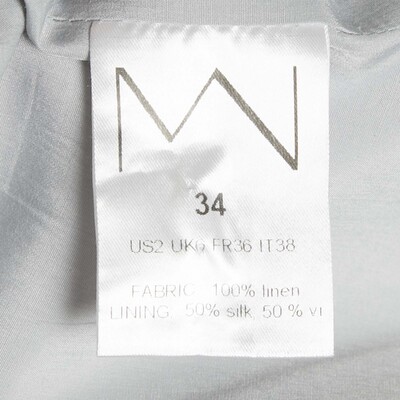 34
US2 UK6 FR36 IT38
FABRIC 100% linen
LINING 50% silk 50 % vi